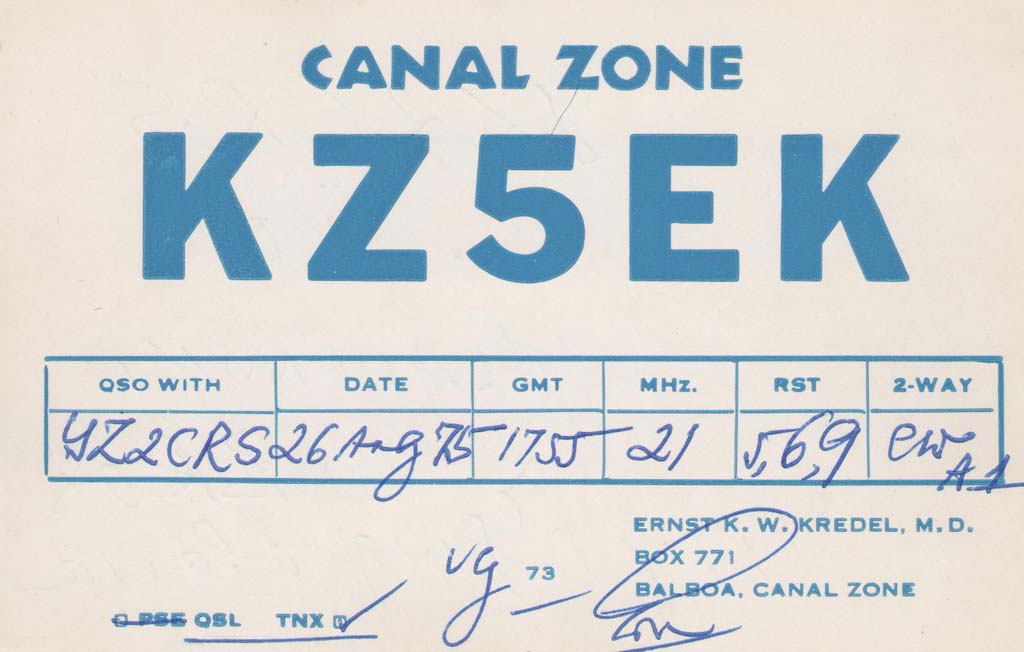 CANAL ZONE
KZ5EK
QSO WITH DATE GMT MHz. RST 2-WAY
YZ2CRS 26 Aug 75 1755 21 5,6,9 CW A1
ERNST K. W. KREDEL, M.D.
vg 73 BOX 771
BALBOA, CANAL ZONE
PSE QSL TNX